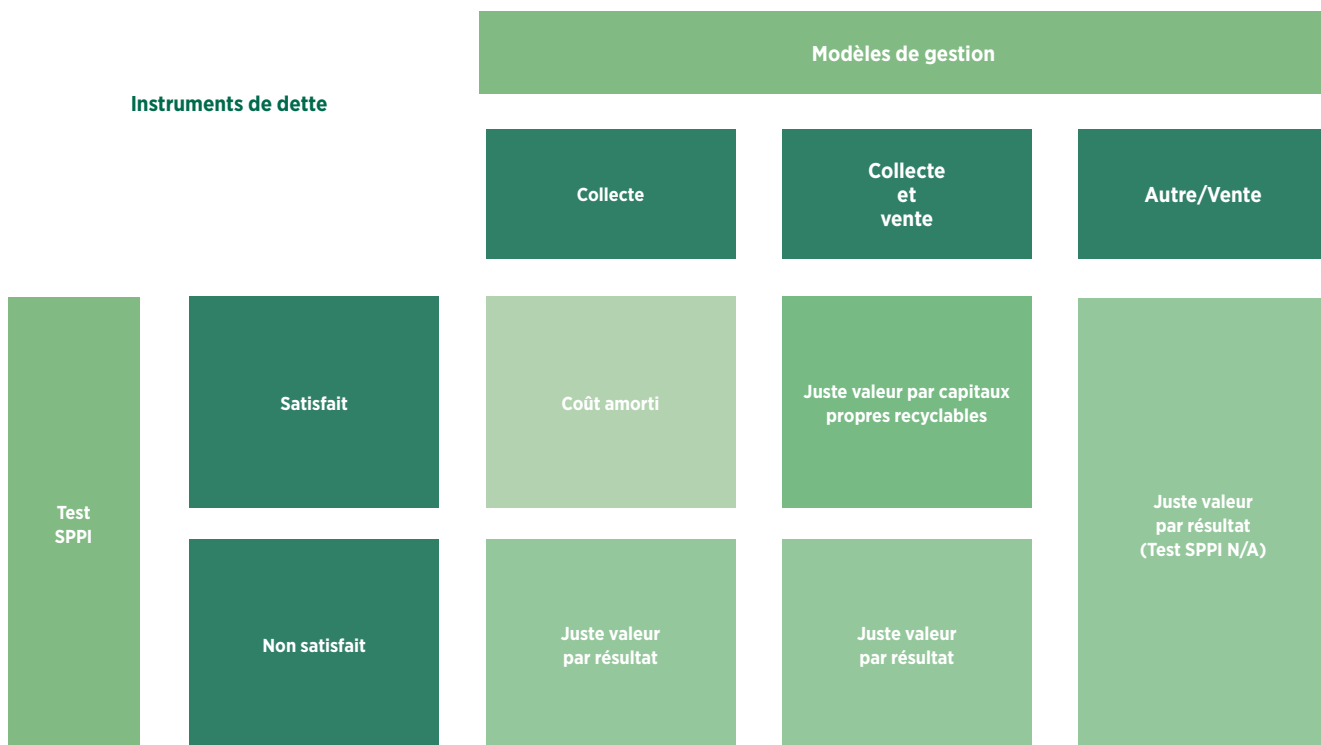 Modèles de gestion
Instruments de dette
Collecte
Collecte
et
vente
Autre/Vente
Test
SPPI
Satisfait
Coût amorti
Juste valeur par capitaux
propres recyclables
Juste valeur
par résultat
(Test SPPI N/A)
Non satisfait
Juste valeur
par résultat
Juste valeur
par résultat